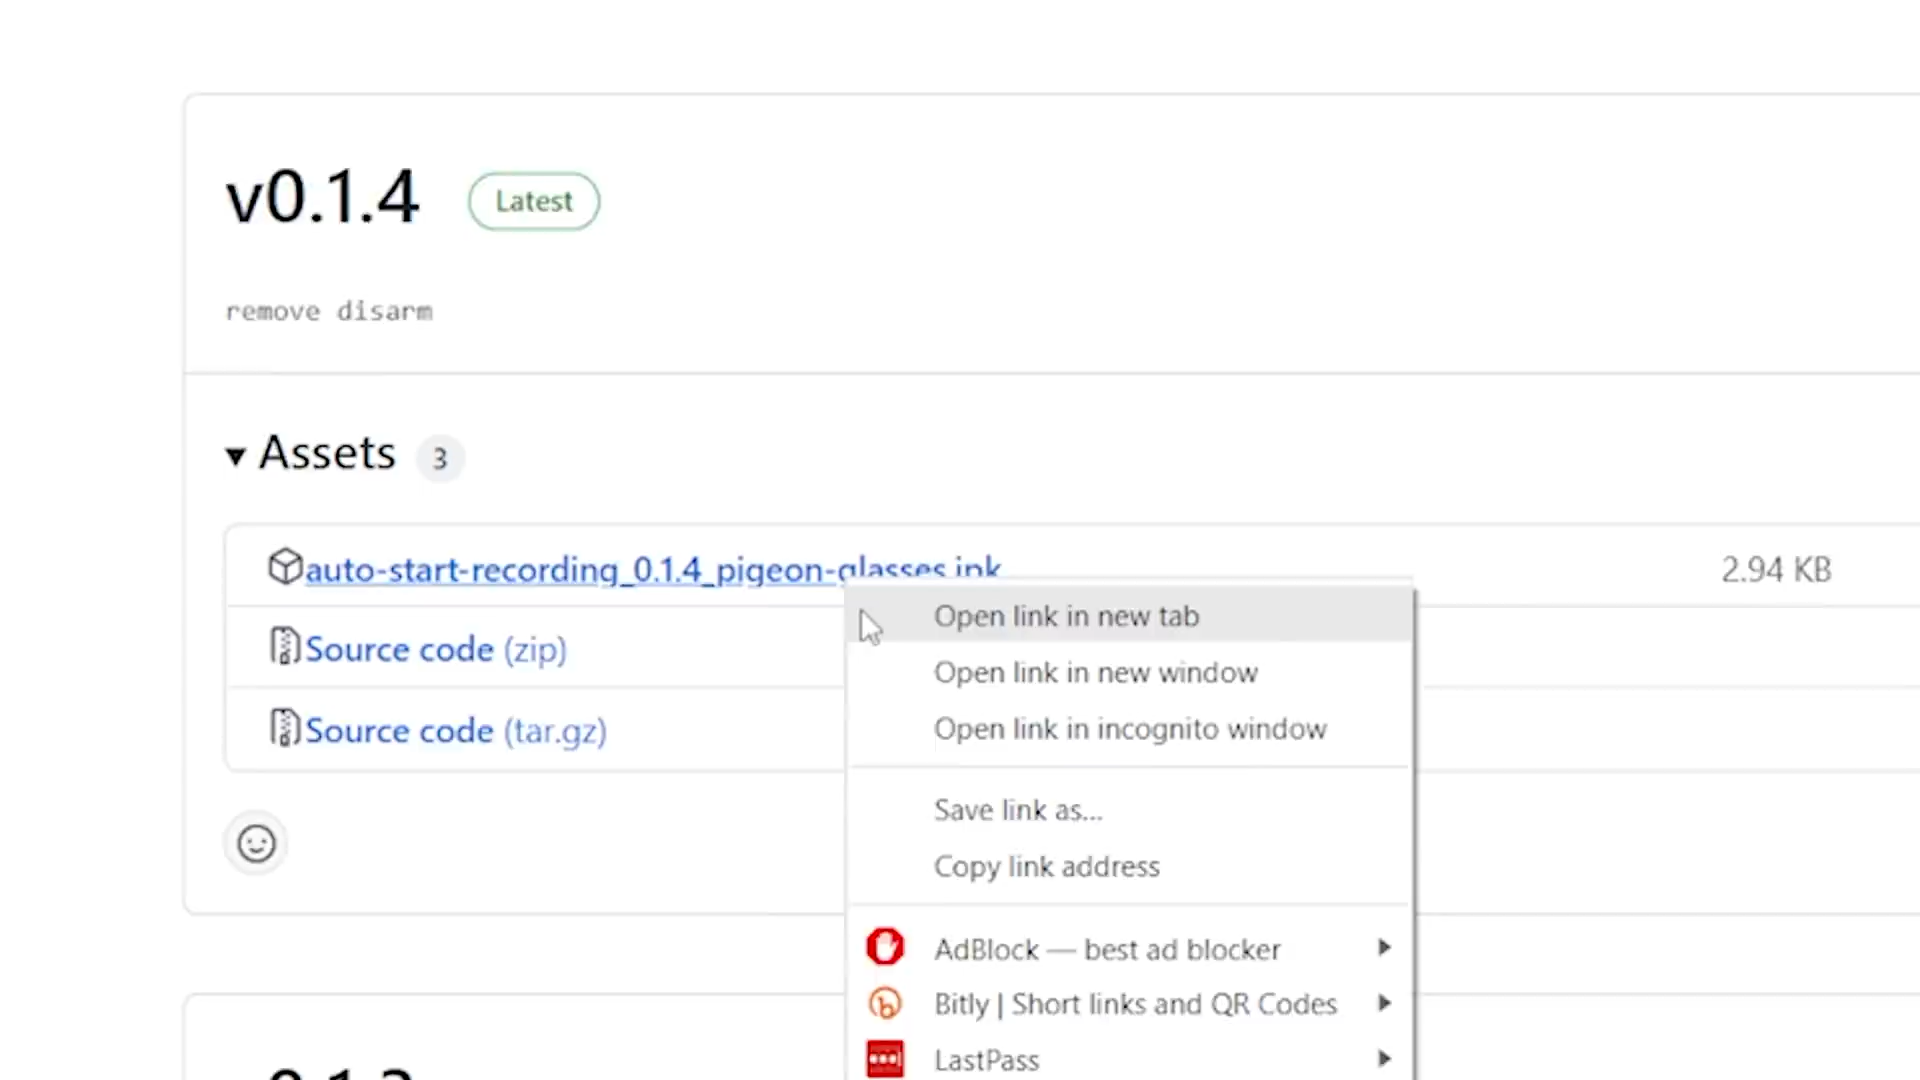 v0.1.4 Latest
remove disarm
Assets 3
auto-start-recording_0.1.4_pigeon-glasses.ink 2.94 KB
Open link in new tab
Source code (zip)
Open link in new window
Source code (tar.gz)
Open link in incognito window
Save link as...
Copy link address
AdBlock — best ad blocker
Bitly | Short links and QR Codes
LastPass